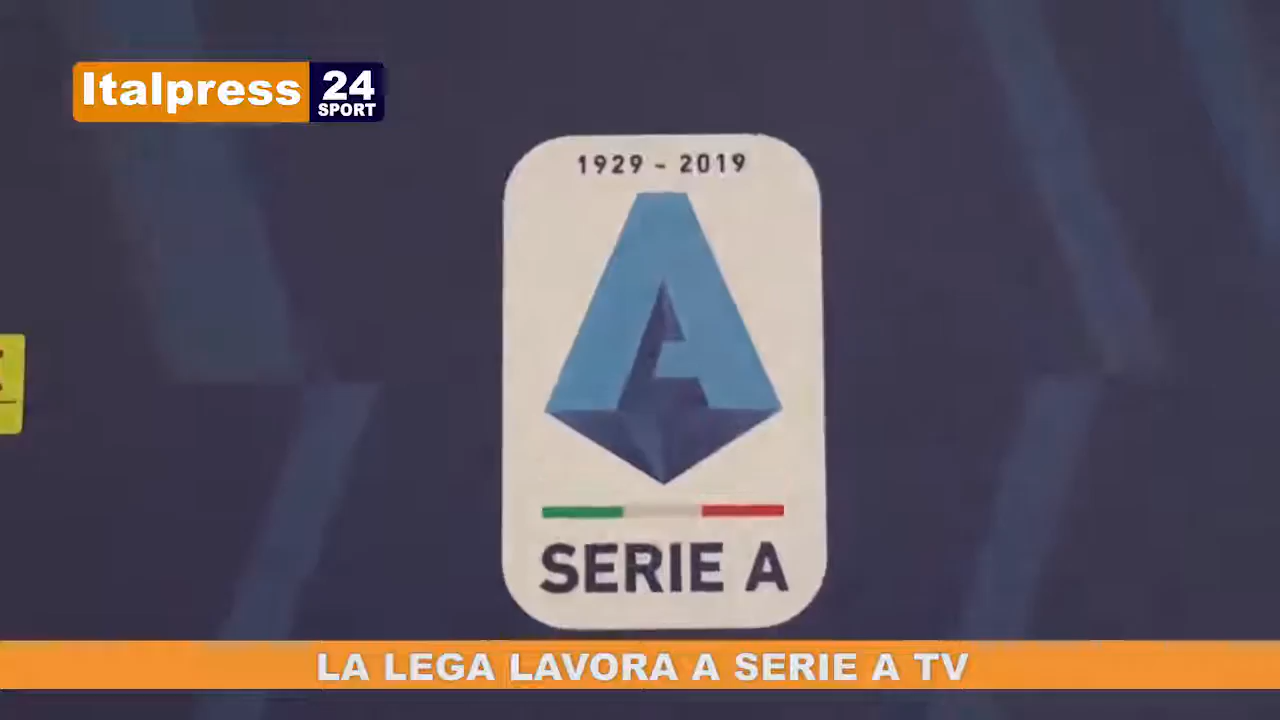 Italpress
24
SPORT
1929 - 2019
SERIE A
LA LEGA LAVORA A SERIE A TV